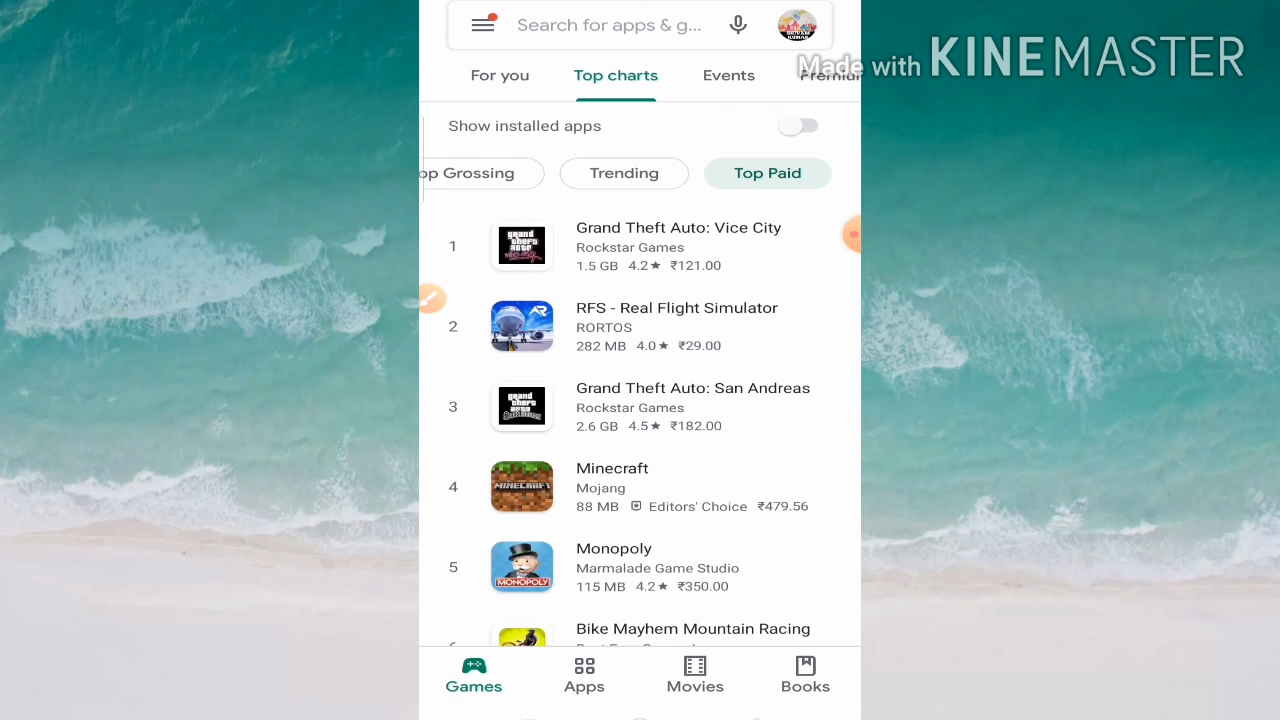 Search for apps & g...
Made with KINEMASTER
For you
Top charts
Events
Show installed apps
op Grossing
Trending
Top Paid
1
Grand Theft Auto: Vice City
Rockstar Games
1.5 GB 4.2★ ₹121.00
2
RFS - Real Flight Simulator
RORTOS
282 MB 4.0★ ₹29.00
3
Grand Theft Auto: San Andreas
Rockstar Games
2.6 GB 4.5★ ₹182.00
4
MINECRAFT
Minecraft
Mojang
88 MB Editors' Choice ₹479.56
5
MONOPOLY
Monopoly
Marmalade Game Studio
115 MB 4.2★ ₹350.00
Bike Mayhem Mountain Racing
Games
Apps
Movies
Books